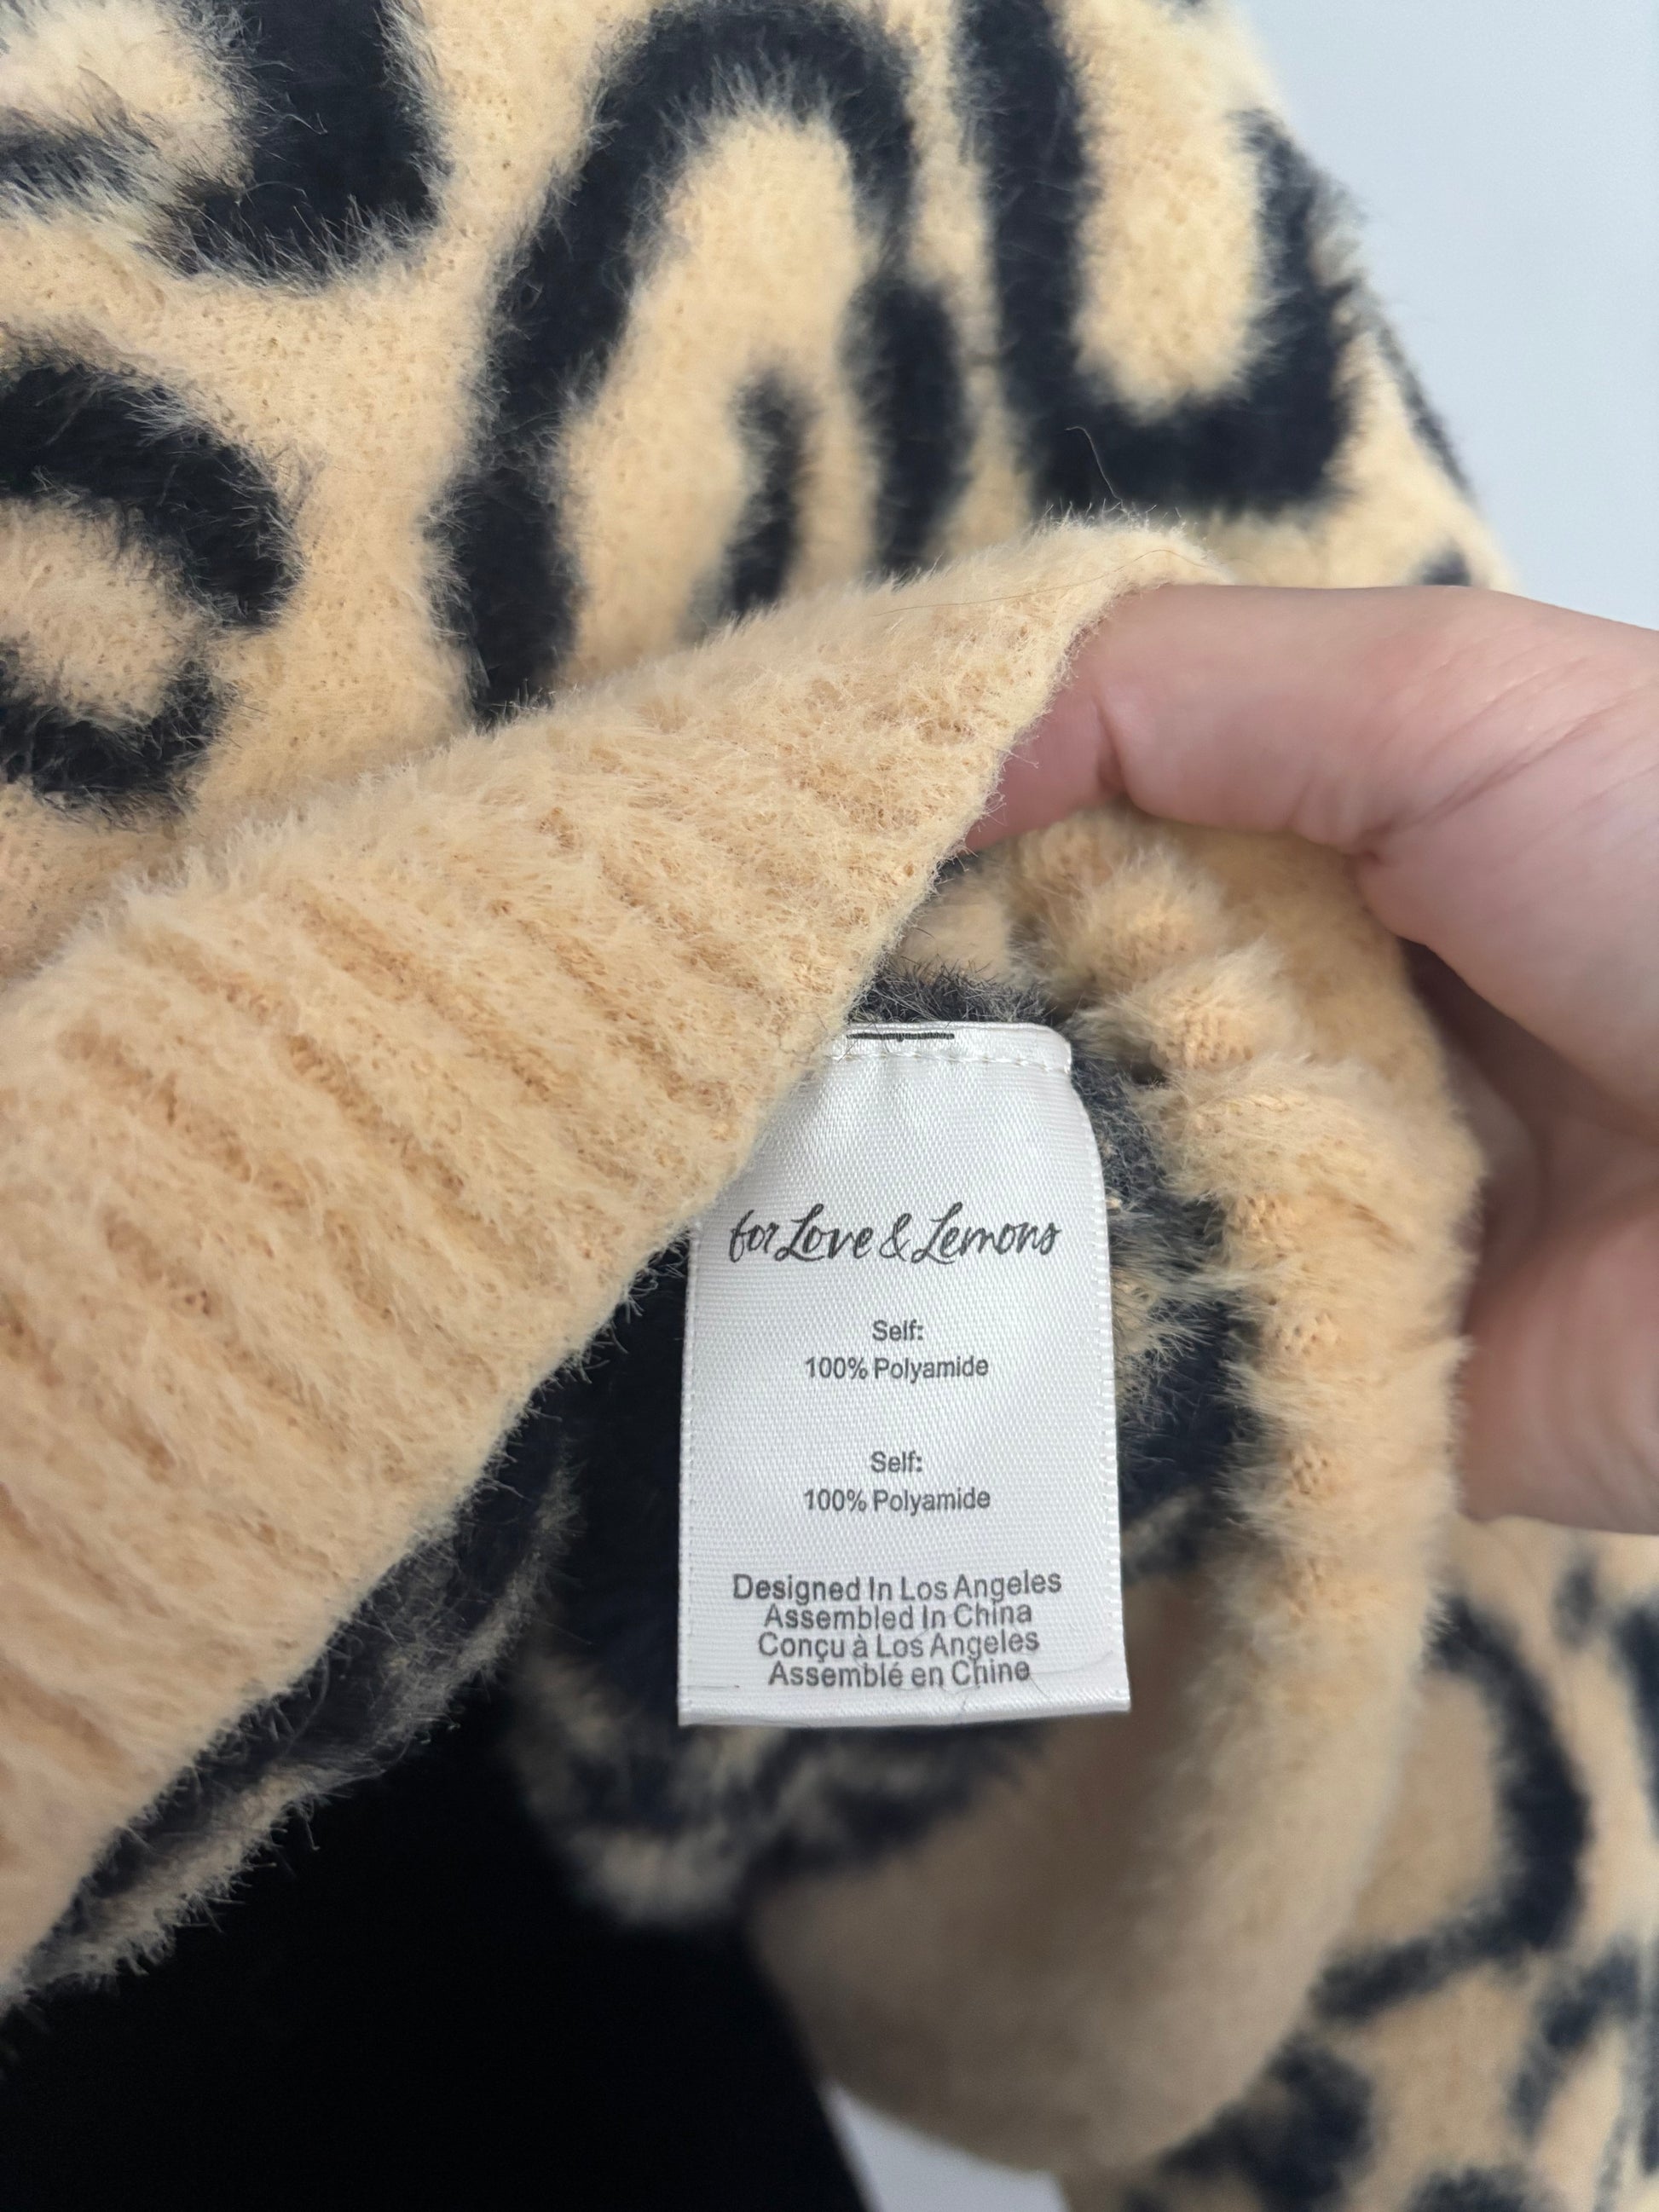 for Love & Lemons
Self:
100% Polyamide
Self:
100% Polyamide
Designed In Los Angeles
Assembled In China
Conçu à Los Angeles
Assemblé en Chine